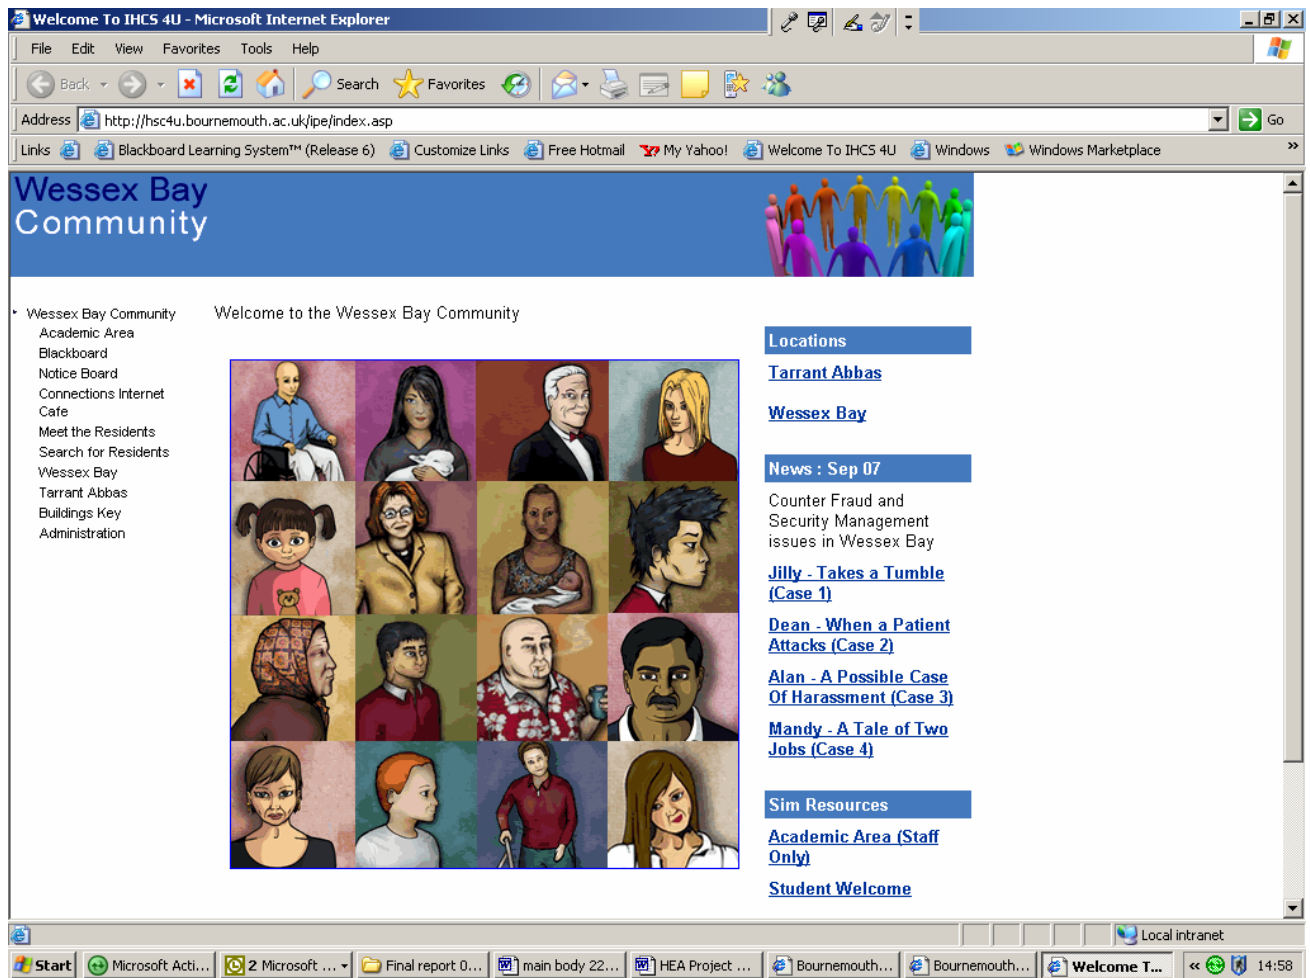 Welcome To IHCS 4U - Microsoft Internet Explorer
File Edit View Favorites Tools Help
Back Search Favorites
Address http://hsc4u.bournemouth.ac.uk/ipe/index.asp Go
Links Blackboard Learning System™ (Release 6) Customize Links Free Hotmail My Yahoo! Welcome To IHCS 4U Windows Windows Marketplace »
Wessex Bay
Community
Wessex Bay Community
Academic Area
Blackboard
Notice Board
Connections Internet
Cafe
Meet the Residents
Search for Residents
Wessex Bay
Tarrant Abbas
Buildings Key
Administration
Welcome to the Wessex Bay Community
Locations
Tarrant Abbas
Wessex Bay
News : Sep 07
Counter Fraud and
Security Management
issues in Wessex Bay
Jilly - Takes a Tumble
(Case 1)
Dean - When a Patient
Attacks (Case 2)
Alan - A Possible Case
Of Harassment (Case 3)
Mandy - A Tale of Two
Jobs (Case 4)
Sim Resources
Academic Area (Staff
Only)
Student Welcome
Local intranet
Start Microsoft Acti... 2 Microsoft ... Final report 0... main body 22... HEA Project ... Bournemouth... Bournemouth... Welcome T... « 14:58